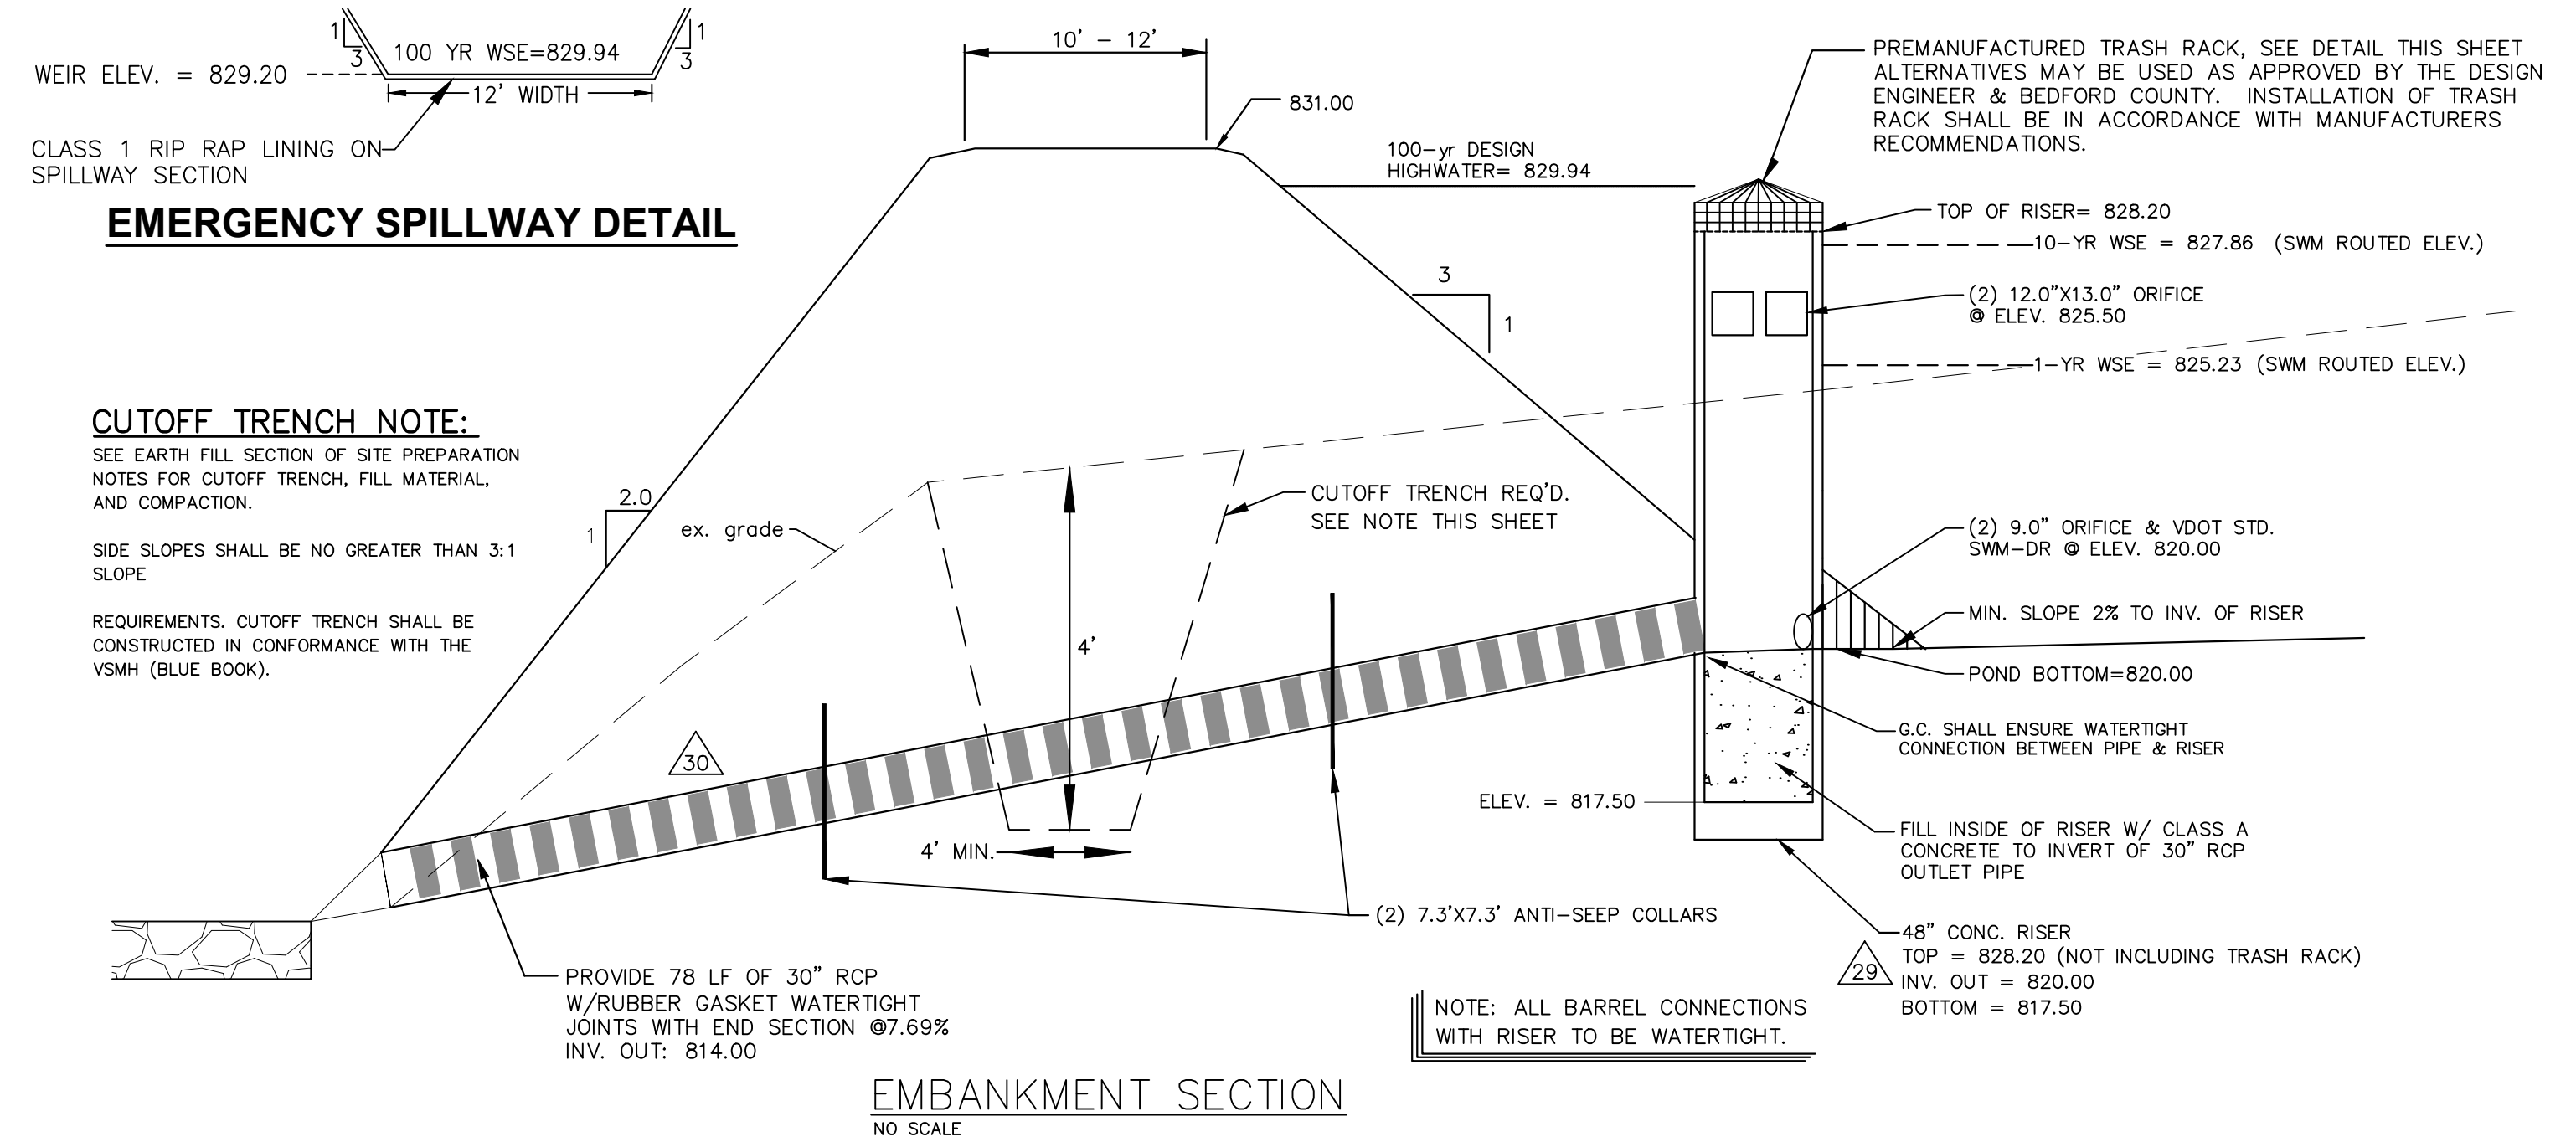 1
3
100 YR WSE=829.94
1
3
WEIR ELEV. = 829.20
12' WIDTH
CLASS 1 RIP RAP LINING ON
SPILLWAY SECTION
EMERGENCY SPILLWAY DETAIL
10' - 12'
831.00
100-yr DESIGN
HIGHWATER= 829.94
PREMANUFACTURED TRASH RACK, SEE DETAIL THIS SHEET
ALTERNATIVES MAY BE USED AS APPROVED BY THE DESIGN
ENGINEER & BEDFORD COUNTY. INSTALLATION OF TRASH
RACK SHALL BE IN ACCORDANCE WITH MANUFACTURERS
RECOMMENDATIONS.
TOP OF RISER= 828.20
10-YR WSE = 827.86 (SWM ROUTED ELEV.)
3
1
(2) 12.0"X13.0" ORIFICE
@ ELEV. 825.50
1-YR WSE = 825.23 (SWM ROUTED ELEV.)
CUTOFF TRENCH NOTE:
SEE EARTH FILL SECTION OF SITE PREPARATION
NOTES FOR CUTOFF TRENCH, FILL MATERIAL,
AND COMPACTION.
SIDE SLOPES SHALL BE NO GREATER THAN 3:1
SLOPE
REQUIREMENTS. CUTOFF TRENCH SHALL BE
CONSTRUCTED IN CONFORMANCE WITH THE
VSMH (BLUE BOOK).
2.0
1
ex. grade
CUTOFF TRENCH REQ'D.
SEE NOTE THIS SHEET
4'
(2) 9.0" ORIFICE & VDOT STD.
SWM-DR @ ELEV. 820.00
MIN. SLOPE 2% TO INV. OF RISER
POND BOTTOM=820.00
G.C. SHALL ENSURE WATERTIGHT
CONNECTION BETWEEN PIPE & RISER
30
ELEV. = 817.50
4' MIN.
FILL INSIDE OF RISER W/ CLASS A
CONCRETE TO INVERT OF 30" RCP
OUTLET PIPE
(2) 7.3'X7.3' ANTI-SEEP COLLARS
48" CONC. RISER
TOP = 828.20 (NOT INCLUDING TRASH RACK)
INV. OUT = 820.00
BOTTOM = 817.50
29
PROVIDE 78 LF OF 30" RCP
W/RUBBER GASKET WATERTIGHT
JOINTS WITH END SECTION @7.69%
INV. OUT: 814.00
NOTE: ALL BARREL CONNECTIONS
WITH RISER TO BE WATERTIGHT.
EMBANKMENT SECTION
NO SCALE